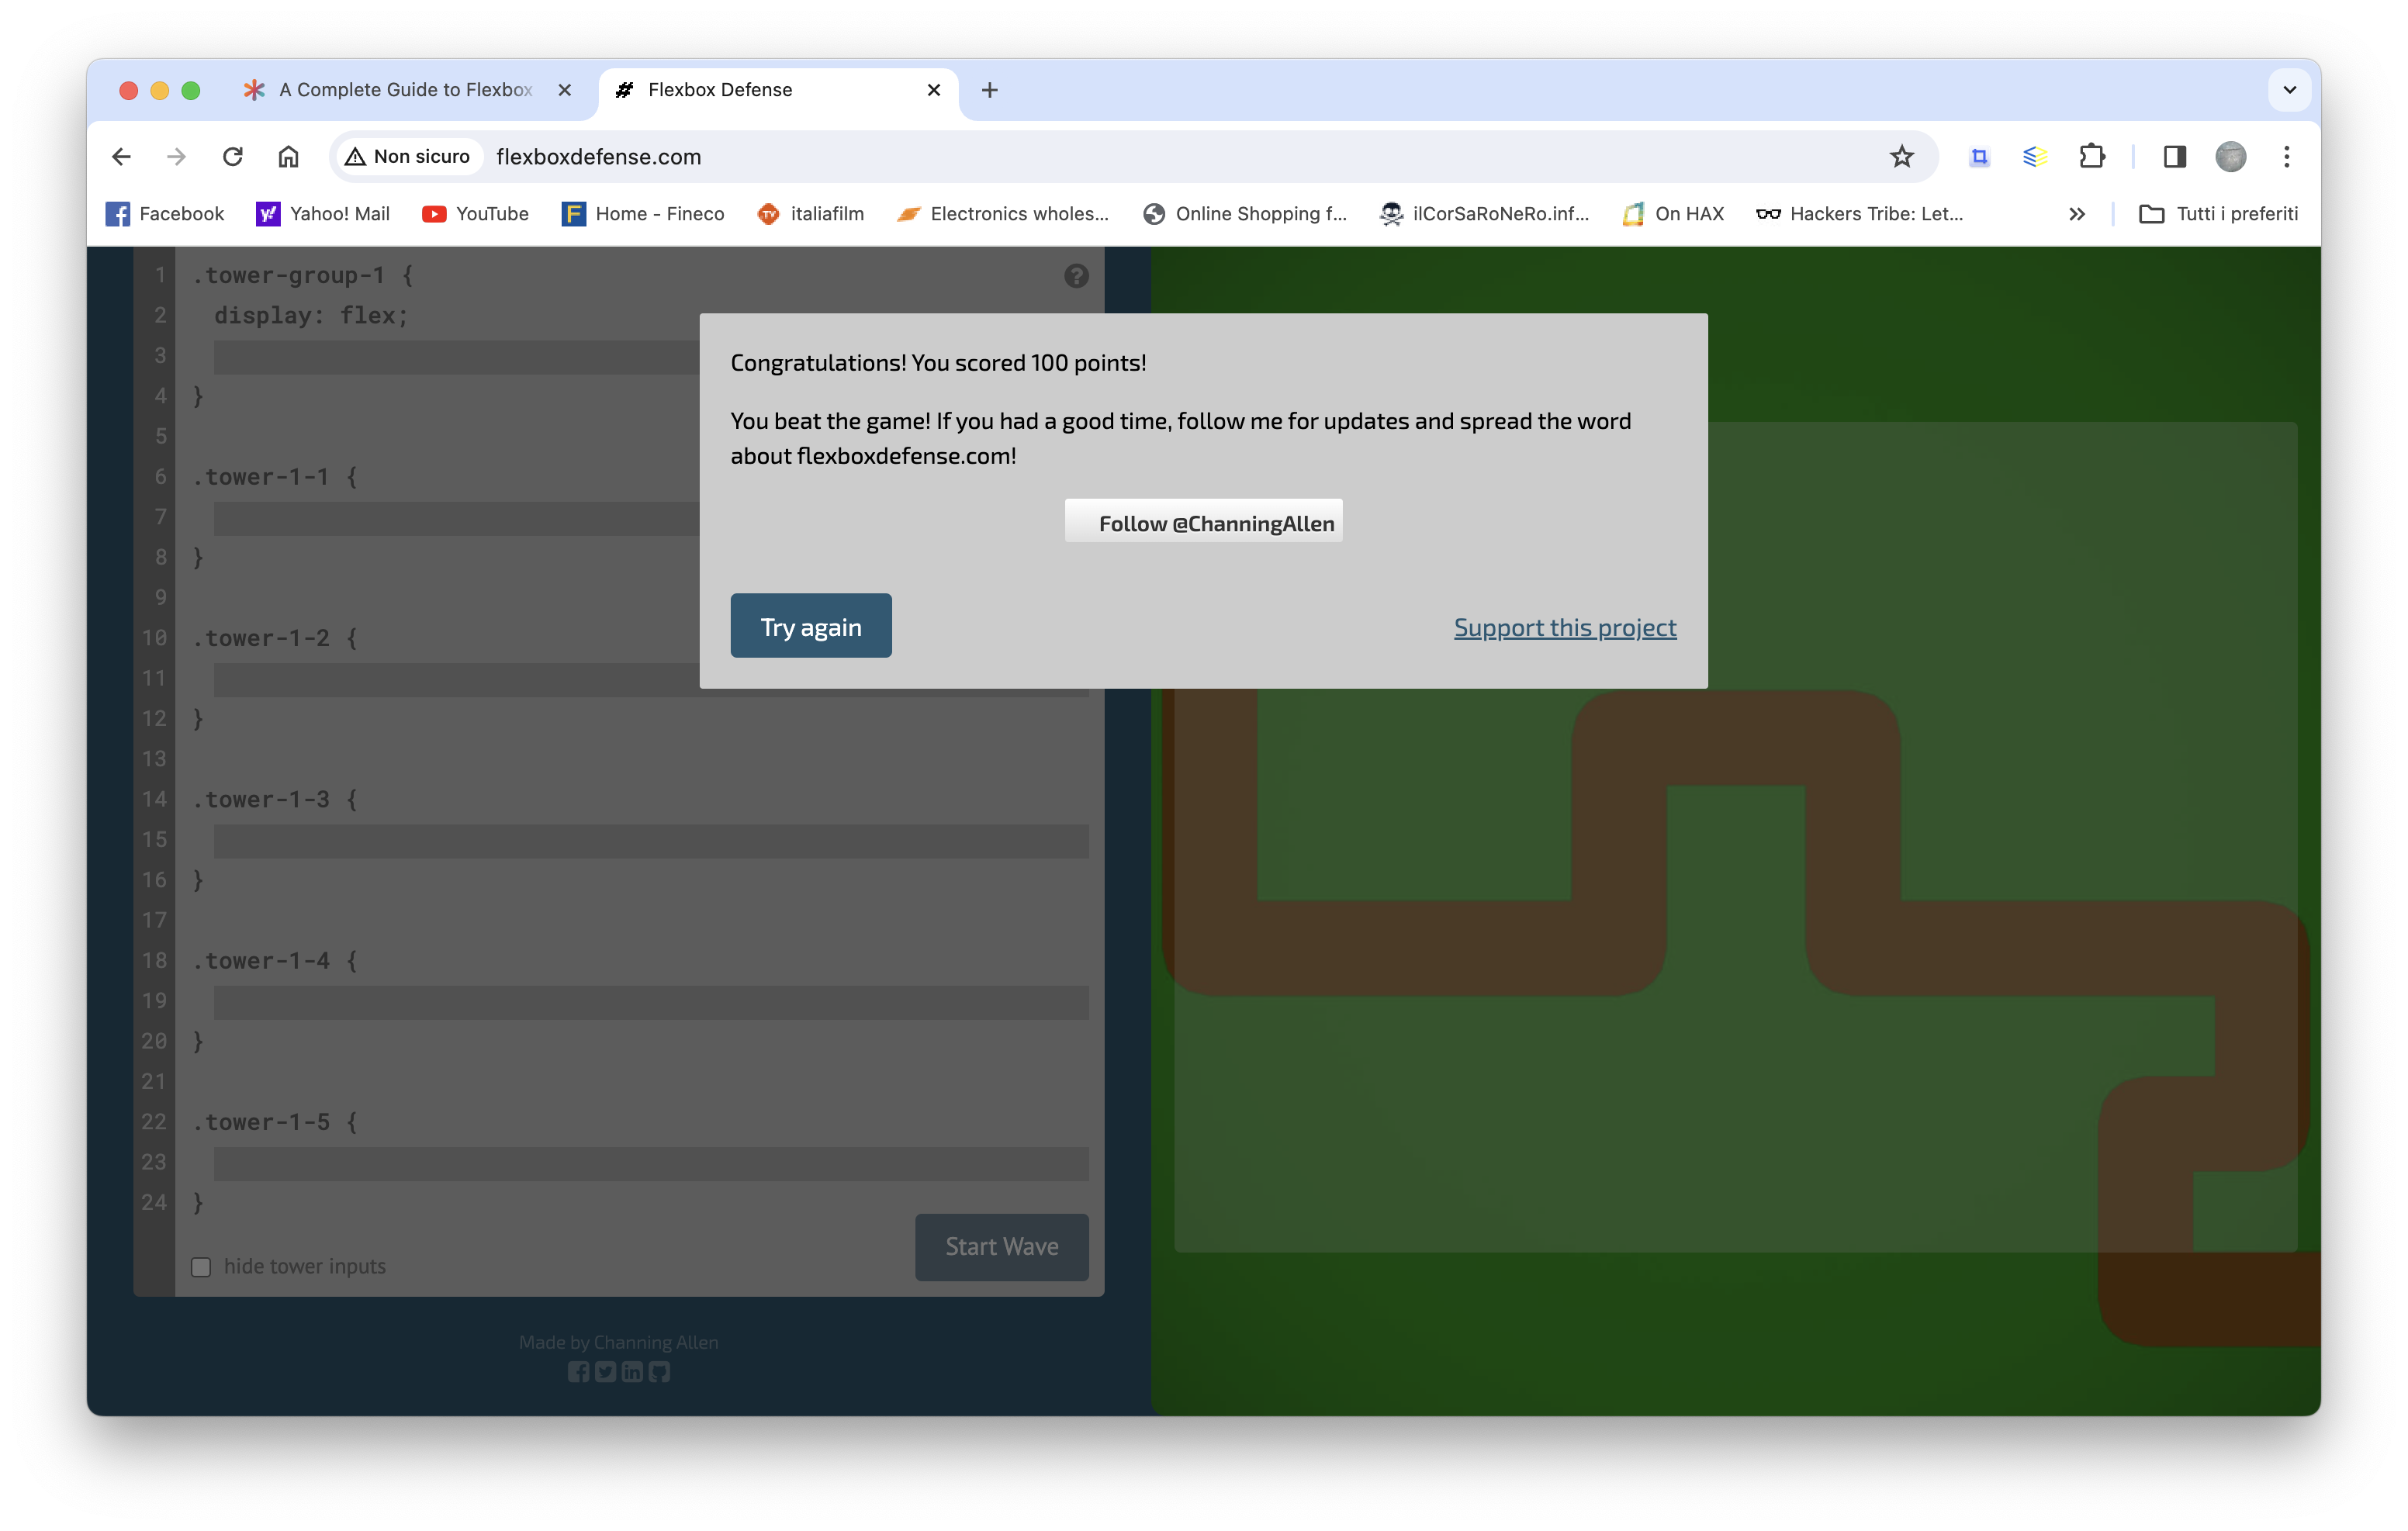 A Complete Guide to Flexbox
Flexbox Defense
Non sicuro
flexboxdefense.com
Facebook
Yahoo! Mail
YouTube
Home - Fineco
italiafilm
Electronics wholes...
Online Shopping f...
ilCorSaRoNeRo.inf...
On HAX
Hackers Tribe: Let...
Tutti i preferiti
1 .tower-group-1 {
2 display: flex;
3
4 }
5
6 .tower-1-1 {
7
8 }
9
10 .tower-1-2 {
11
12 }
13
14 .tower-1-3 {
15
16 }
17
18 .tower-1-4 {
19
20 }
21
22 .tower-1-5 {
23
24 }
hide tower inputs
Start Wave
Made by Channing Allen
Congratulations! You scored 100 points!
You beat the game! If you had a good time, follow me for updates and spread the word
about flexboxdefense.com!
Follow @ChanningAllen
Try again
Support this project